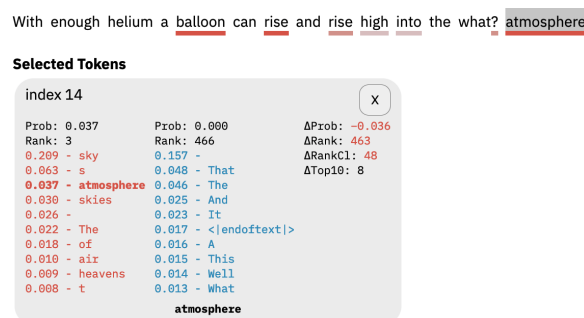 With enough helium a balloon can rise and rise high into the what? atmosphere
Selected Tokens
index 14
X
Prob: 0.037 Prob: 0.000 ΔProb: −0.036
Rank: 3 Rank: 466 ΔRank: 463
0.209 - sky 0.157 - ΔRankCl: 48
0.063 - s 0.048 - That ΔTop10: 8
0.037 - atmosphere 0.046 - The
0.030 - skies 0.025 - And
0.026 - 0.023 - It
0.022 - The 0.017 - <|endoftext|>
0.018 - of 0.016 - A
0.010 - air 0.015 - This
0.009 - heavens 0.014 - Well
0.008 - t 0.013 - What
atmosphere